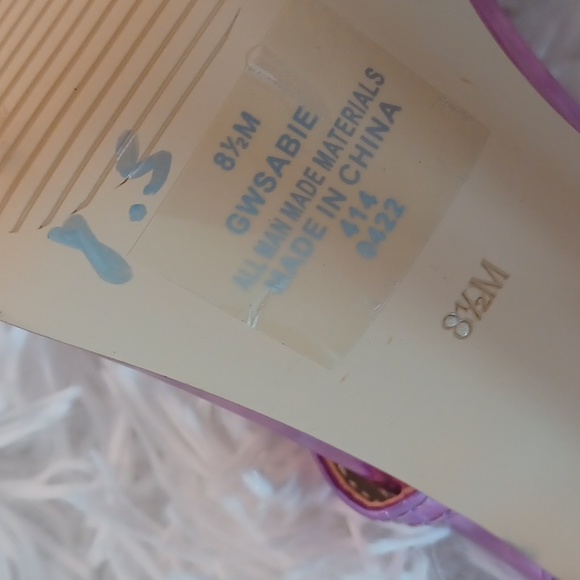 8½M
GWSABIE
ALL MAN MADE MATERIALS
MADE IN CHINA
414
0422
8½M